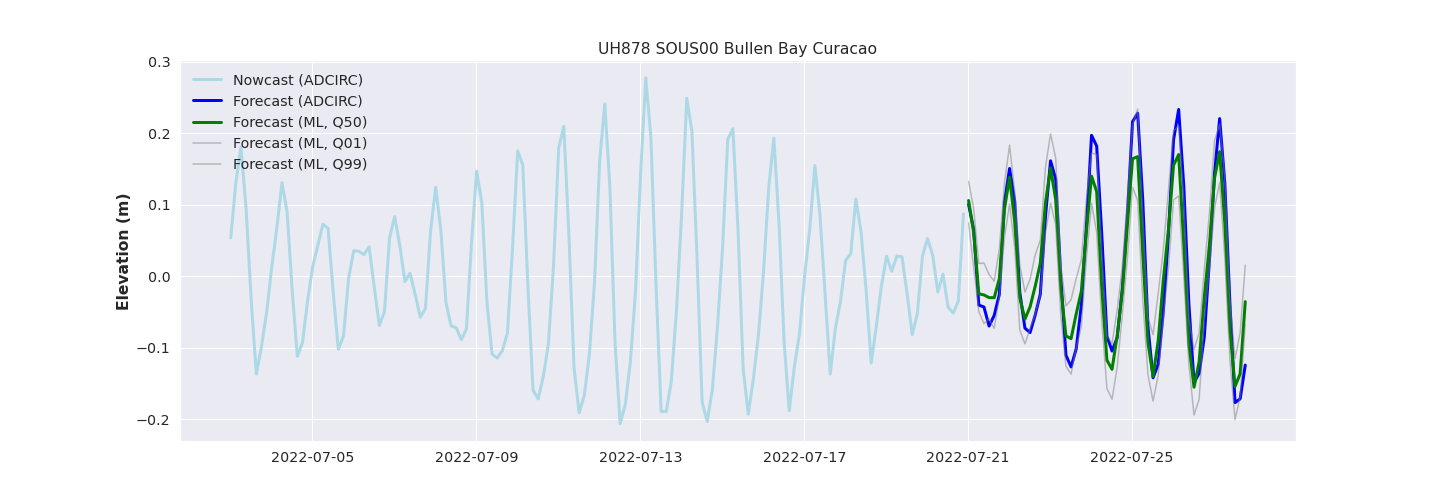 UH878 SOUS00 Bullen Bay Curacao
Elevation (m)
0.3
0.2
0.1
0.0
−0.1
−0.2
Nowcast (ADCIRC)
Forecast (ADCIRC)
Forecast (ML, Q50)
Forecast (ML, Q01)
Forecast (ML, Q99)
2022-07-05 2022-07-09 2022-07-13 2022-07-17 2022-07-21 2022-07-25